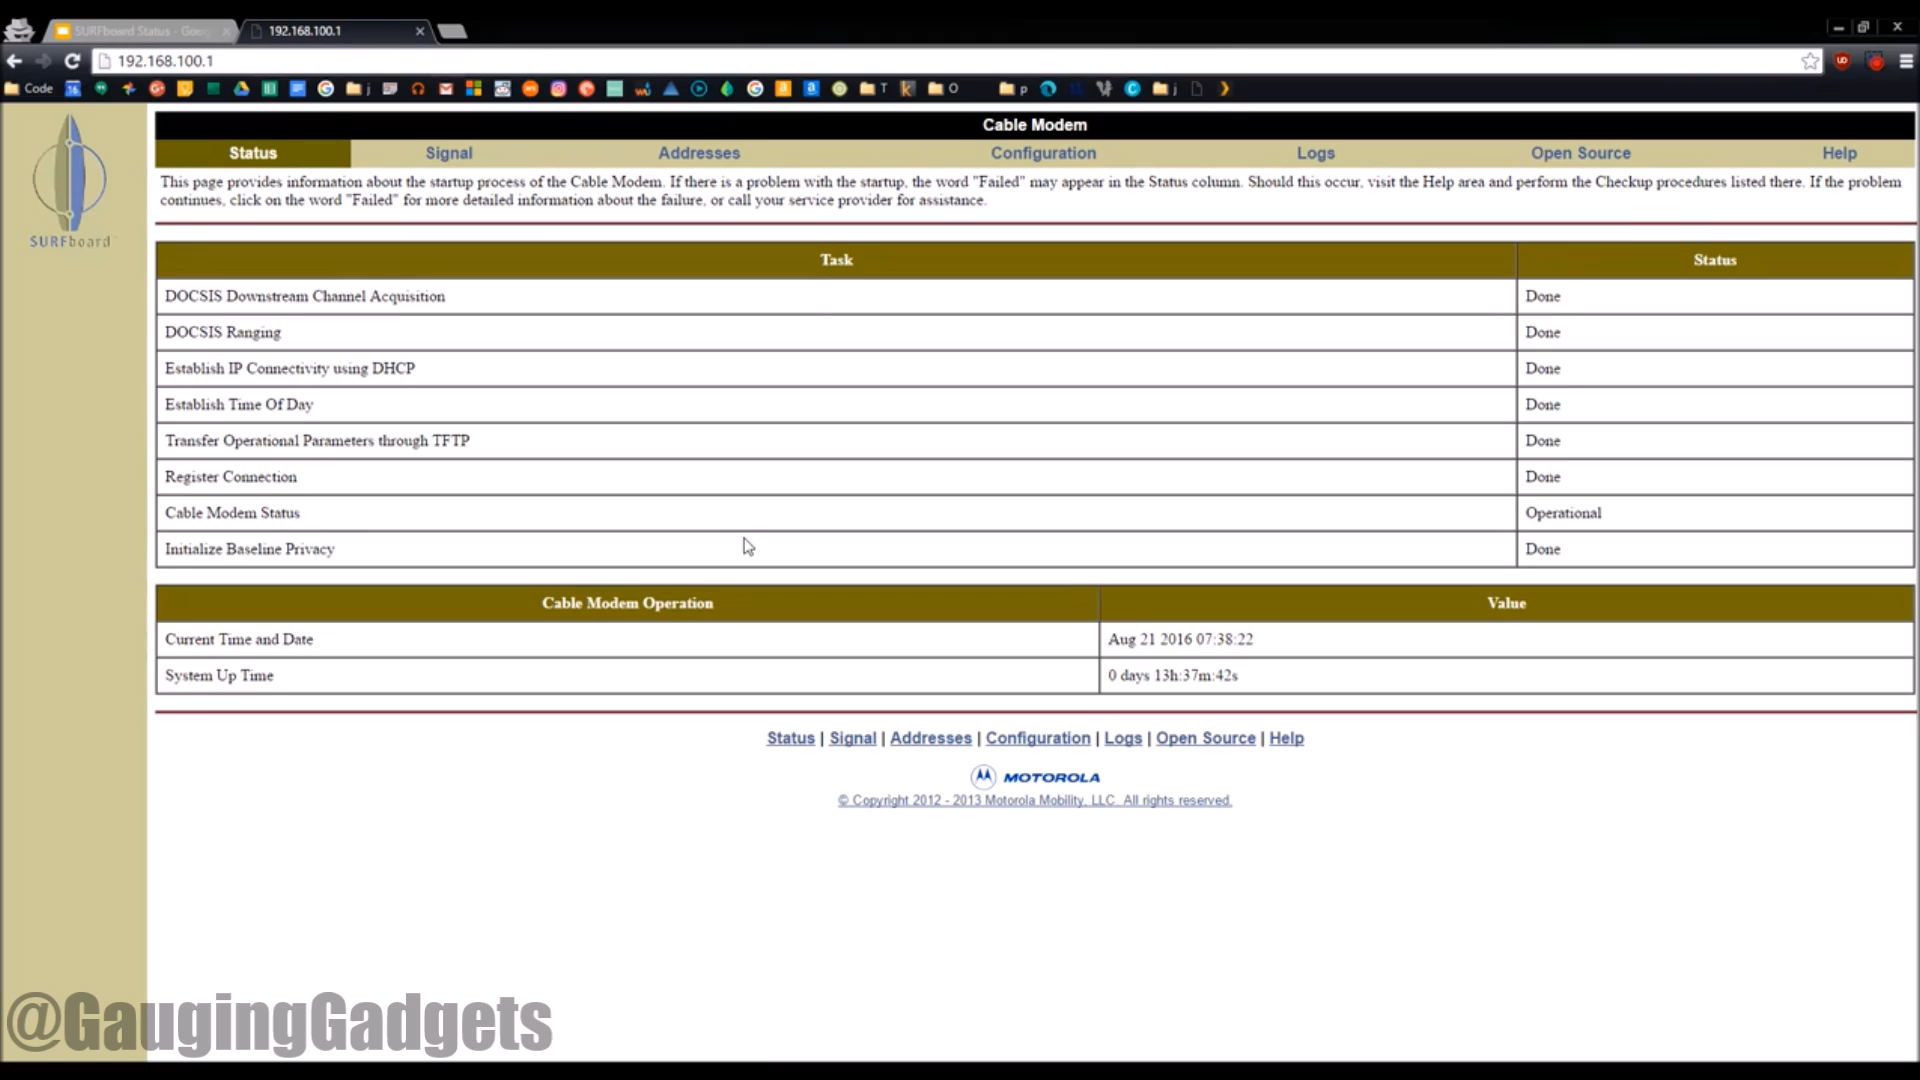 SURFboard Status - Goog
192.168.100.1
192.168.100.1
Code
16
j
T
O
p
j
SURFboard
Cable Modem
Status Signal Addresses Configuration Logs Open Source Help
This page provides information about the startup process of the Cable Modem. If there is a problem with the startup, the word "Failed" may appear in the Status column. Should this occur, visit the Help area and perform the Checkup procedures listed there. If the problem
continues, click on the word "Failed" for more detailed information about the failure, or call your service provider for assistance.
Task Status
DOCSIS Downstream Channel Acquisition Done
DOCSIS Ranging Done
Establish IP Connectivity using DHCP Done
Establish Time Of Day Done
Transfer Operational Parameters through TFTP Done
Register Connection Done
Cable Modem Status Operational
Initialize Baseline Privacy Done
Cable Modem Operation Value
Current Time and Date Aug 21 2016 07:38:22
System Up Time 0 days 13h:37m:42s
Status | Signal | Addresses | Configuration | Logs | Open Source | Help
MOTOROLA
© Copyright 2012 - 2013 Motorola Mobility, LLC. All rights reserved.
@GaugingGadgets